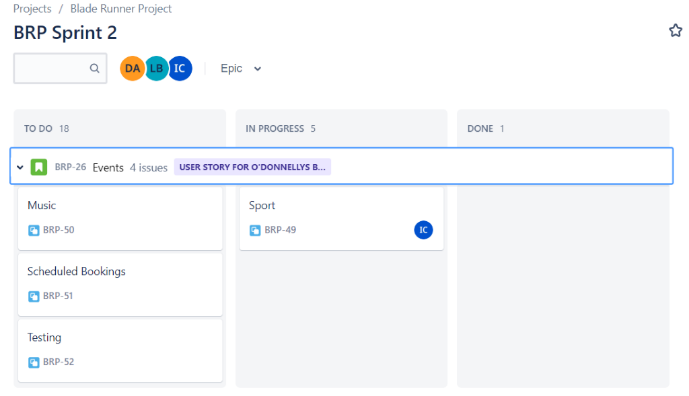 Projects / Blade Runner Project
BRP Sprint 2
DA LB IC Epic
TO DO 18 IN PROGRESS 5 DONE 1
BRP-26 Events 4 issues USER STORY FOR O'DONNELLYS B...
Music Sport
BRP-50 BRP-49 IC
Scheduled Bookings
BRP-51
Testing
BRP-52